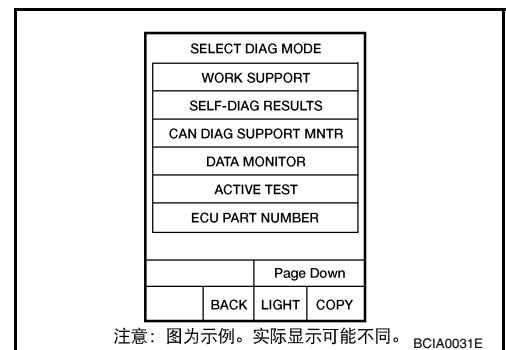 SELECT DIAG MODE
WORK SUPPORT
SELF-DIAG RESULTS
CAN DIAG SUPPORT MNTR
DATA MONITOR
ACTIVE TEST
ECU PART NUMBER
Page Down
BACK LIGHT COPY
注意：图为示例。实际显示可能不同。 BCIA0031E